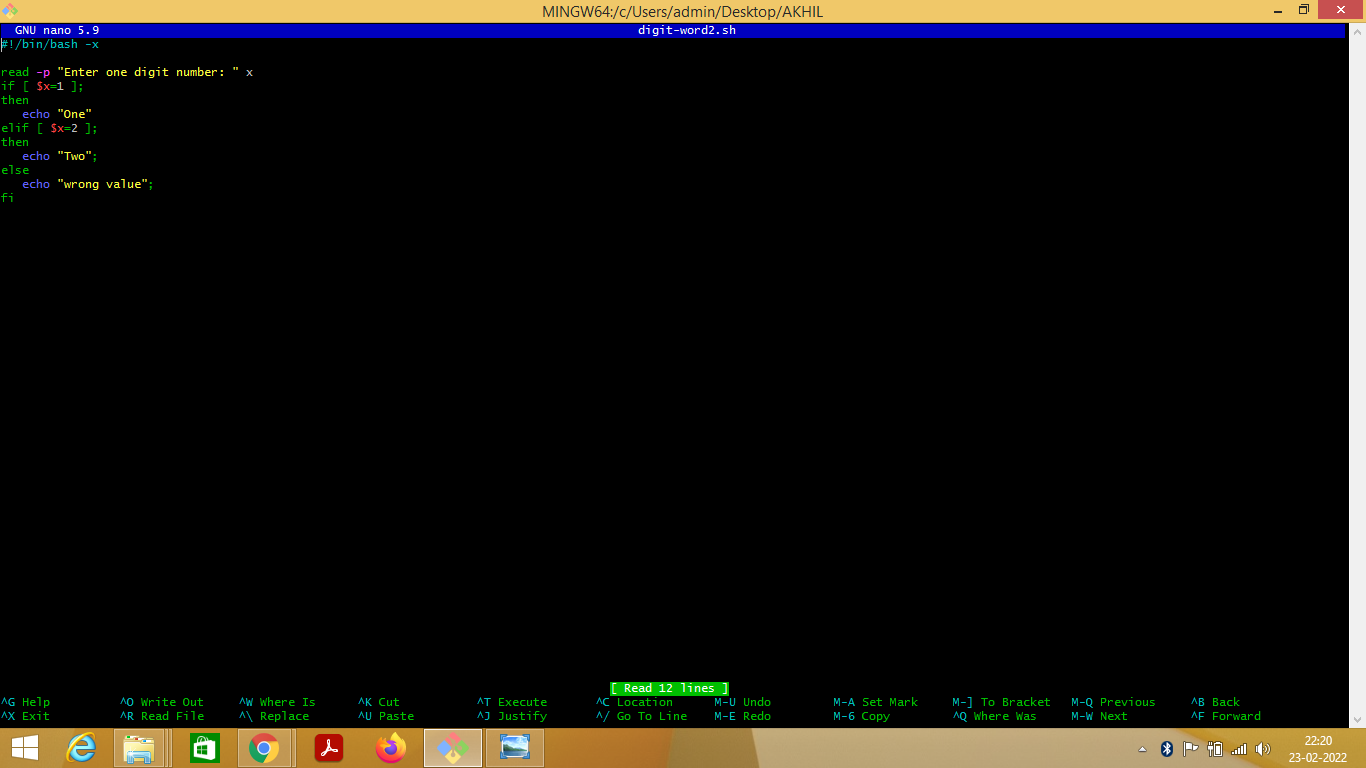 MINGW64:/c/Users/admin/Desktop/AKHIL
GNU nano 5.9 digit-word2.sh
#!/bin/bash -x
read -p "Enter one digit number: " x
if [ $x=1 ];
then
echo "One"
elif [ $x=2 ];
then
echo "Two";
else
echo "wrong value";
fi
[ Read 12 lines ]
^G Help ^O Write Out ^W Where Is ^K Cut ^T Execute ^C Location M-U Undo M-A Set Mark M-] To Bracket M-Q Previous ^B Back
^X Exit ^R Read File ^\ Replace ^U Paste ^J Justify ^/ Go To Line M-E Redo M-6 Copy ^Q Where Was M-W Next ^F Forward
22:20
23-02-2022